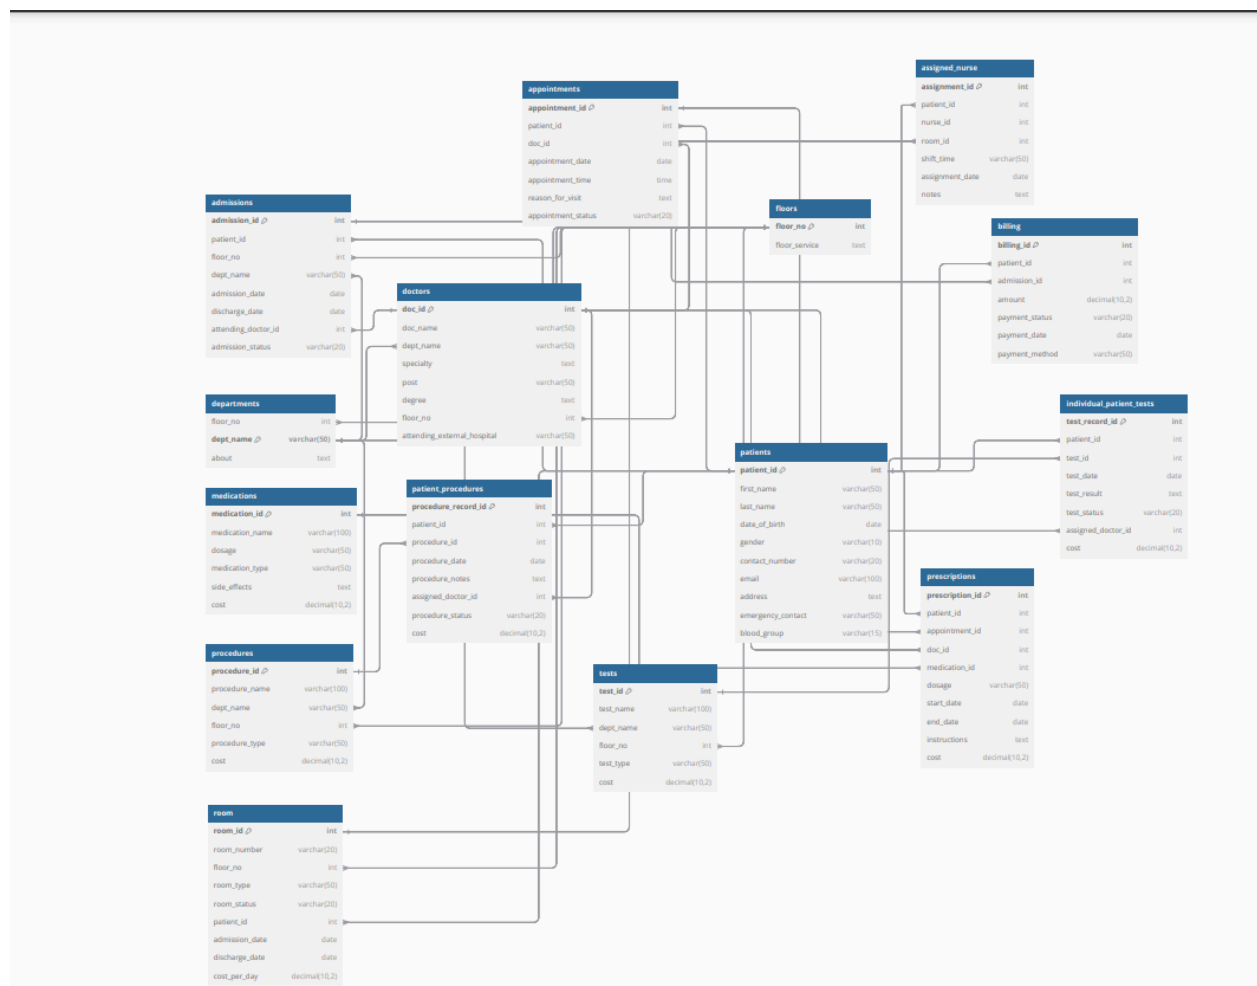 assigned_nurse
assignment_id int
patient_id int
nurse_id int
room_id int
shift_time varchar(50)
assignment_date date
notes text
appointments
appointment_id int
patient_id int
doc_id int
appointment_date date
appointment_time time
reason_for_visit text
appointment_status varchar(20)
admissions
admission_id int
patient_id int
floor_no int
dept_name varchar(50)
admission_date date
discharge_date date
attending_doctor_id int
admission_status varchar(20)
floors
floor_no int
floor_service text
billing
billing_id int
patient_id int
admission_id int
amount decimal(10,2)
payment_status varchar(20)
payment_date date
payment_method varchar(50)
doctors
doc_id int
doc_name varchar(50)
dept_name varchar(50)
specialty text
post varchar(50)
degree text
floor_no int
attending_external_hospital varchar(50)
departments
floor_no int
dept_name varchar(50)
about text
individual_patient_tests
test_record_id int
patient_id int
test_id int
test_date date
test_result text
test_status varchar(20)
assigned_doctor_id int
cost decimal(10,2)
patients
patient_id int
first_name varchar(50)
last_name varchar(50)
date_of_birth date
gender varchar(10)
contact_number varchar(20)
email varchar(100)
address text
emergency_contact varchar(50)
blood_group varchar(15)
medications
medication_id int
medication_name varchar(100)
dosage varchar(50)
medication_type varchar(50)
side_effects text
cost decimal(10,2)
patient_procedures
procedure_record_id int
patient_id int
procedure_id int
procedure_date date
procedure_notes text
assigned_doctor_id int
procedure_status varchar(20)
cost decimal(10,2)
prescriptions
prescription_id int
patient_id int
appointment_id int
doc_id int
medication_id int
dosage varchar(50)
start_date date
end_date date
instructions text
cost decimal(10,2)
procedures
procedure_id int
procedure_name varchar(100)
dept_name varchar(50)
floor_no int
procedure_type varchar(50)
cost decimal(10,2)
tests
test_id int
test_name varchar(100)
dept_name varchar(50)
floor_no int
test_type varchar(50)
cost decimal(10,2)
room
room_id int
room_number varchar(20)
floor_no int
room_type varchar(50)
room_status varchar(20)
patient_id int
admission_date date
discharge_date date
cost_per_day decimal(10,2)